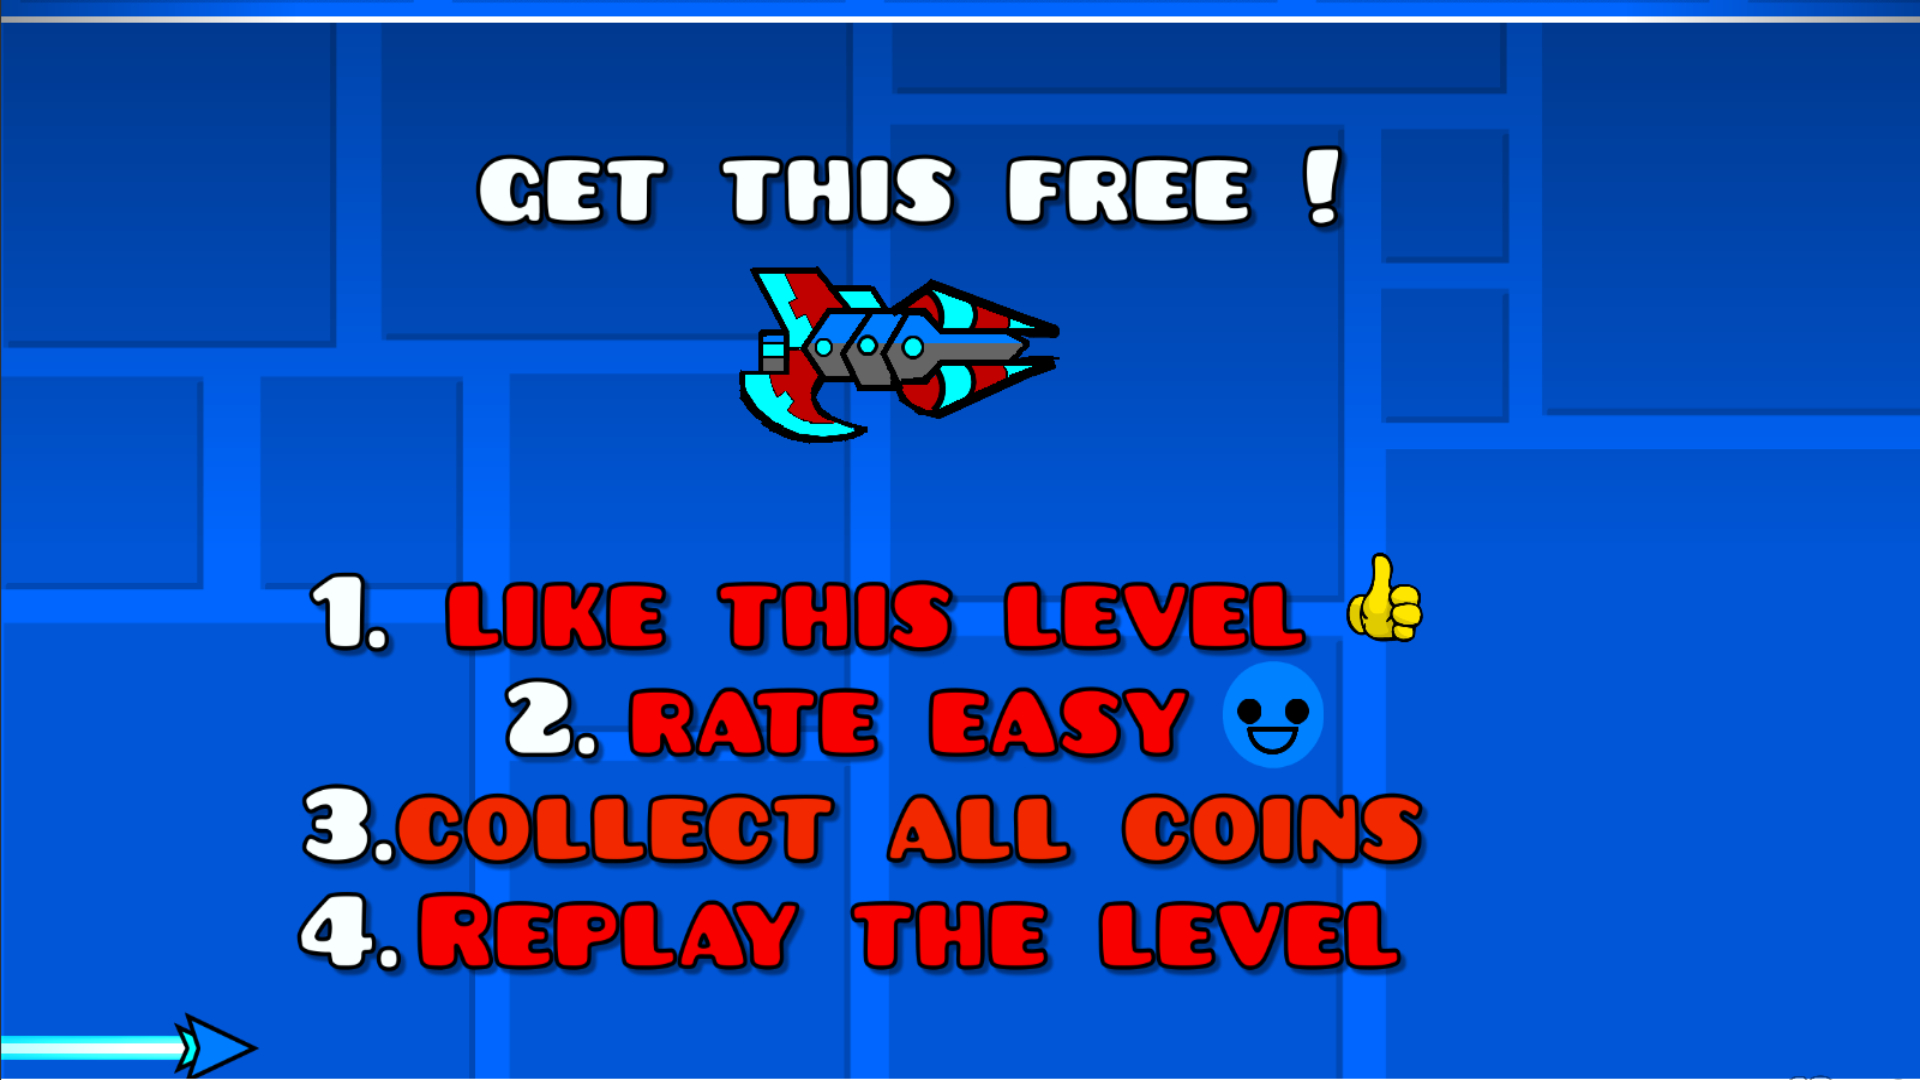 GET THIS FREE !
1. LIKE THIS LEVEL
2. RATE EASY
3.COLLECT ALL COINS
4. REPLAY THE LEVEL